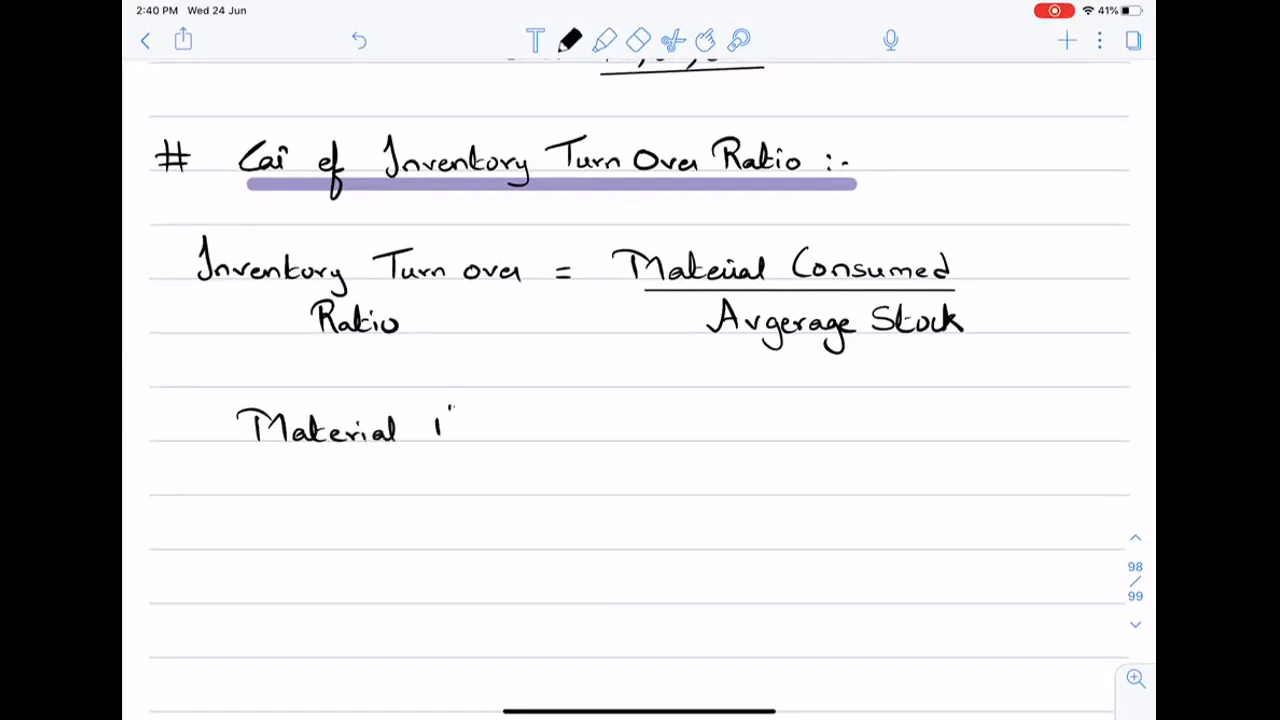 2:40 PM Wed 24 Jun
41%
# Cal of Inventory Turn Over Ratio :-
Inventory Turn over = Material Consumed
Ratio Avgerage Stock
Material
98
99